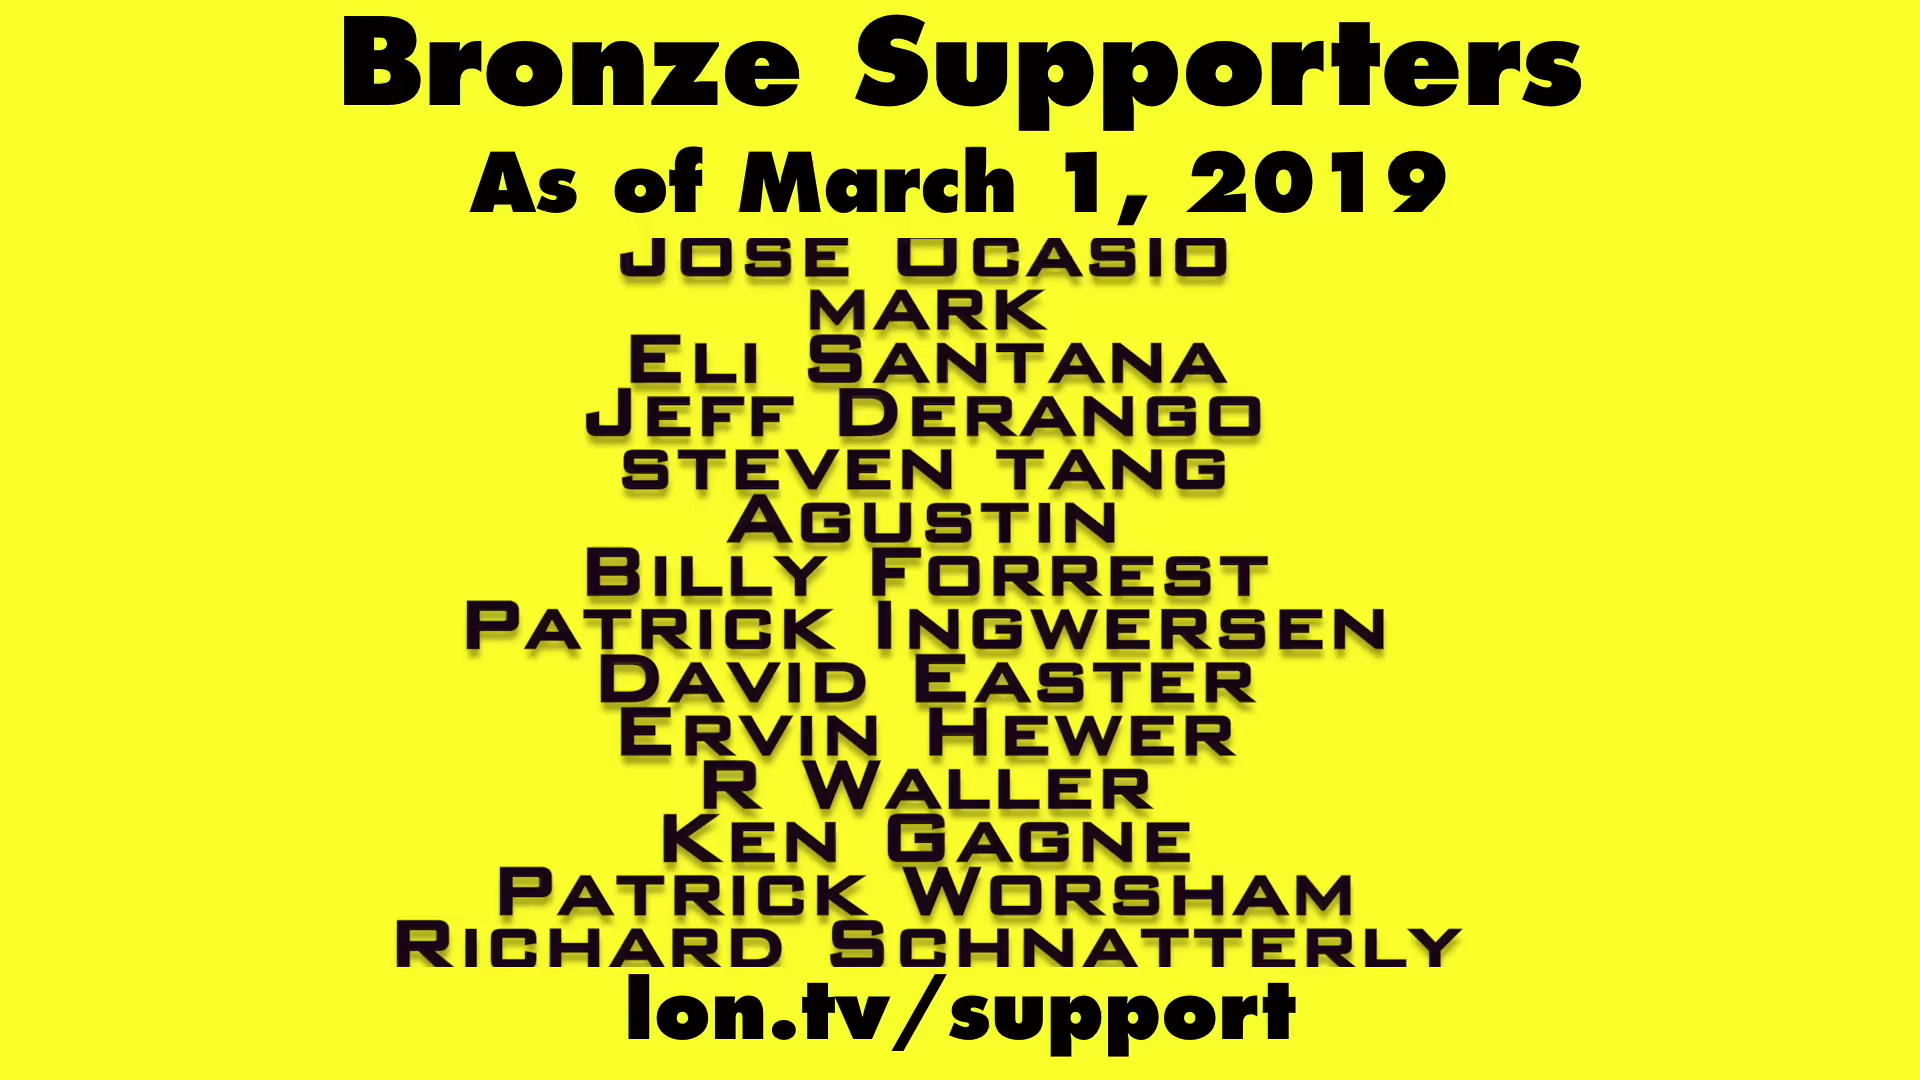 Bronze Supporters
As of March 1, 2019
Jose Ocasio
mark
Eli Santana
Jeff Derango
steven tang
Agustin
Billy Forrest
Patrick Ingwersen
David Easter
Ervin Hewer
R Waller
Ken Gagne
Patrick Worsham
Richard Schnatterly
lon.tv/support